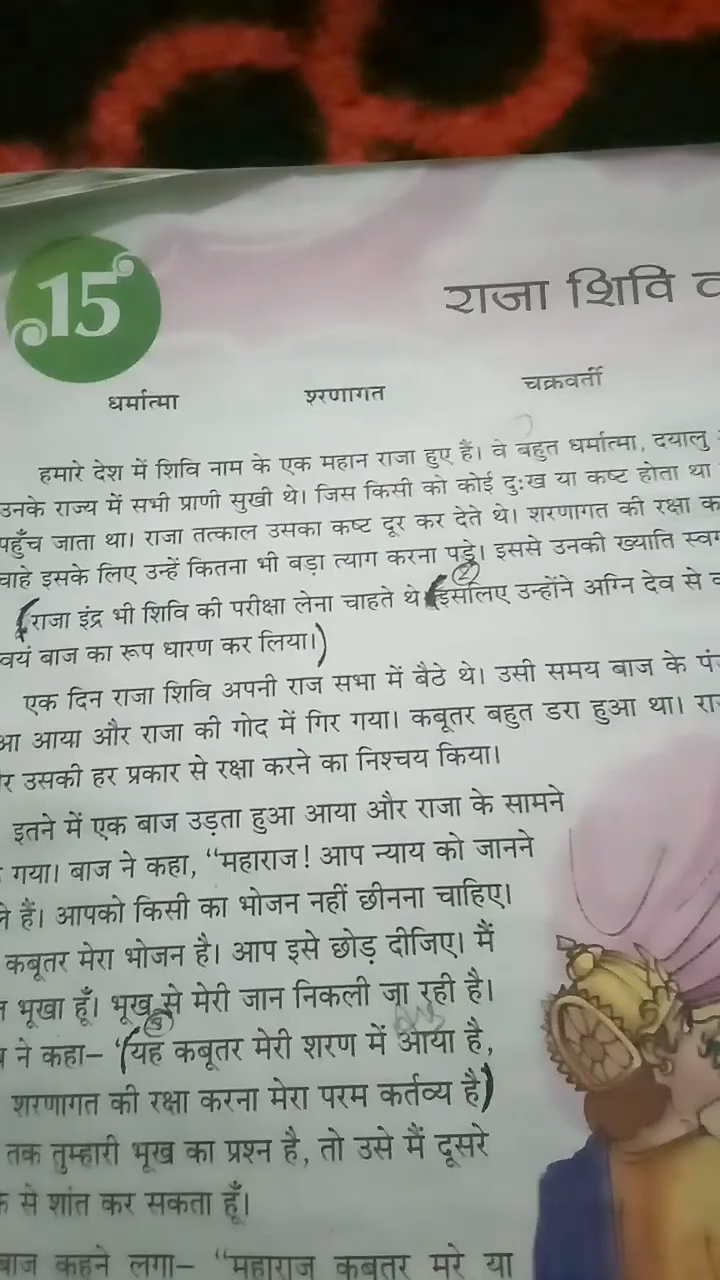 15
राजा शिवि
धर्मात्मा शरणागत चक्रवर्ती
हमारे देश में शिवि नाम के एक महान राजा हुए हैं। वे बहुत धर्मात्मा, दयालु
उनके राज्य में सभी प्राणी सुखी थे। जिस किसी को कोई दुःख या कष्ट होता था
पहुँच जाता था। राजा तत्काल उसका कष्ट दूर कर देते थे। शरणागत की रक्षा
चाहे इसके लिए उन्हें कितना भी बड़ा त्याग करना पड़े। इससे उनकी ख्याति
2
(राजा इंद्र भी शिवि की परीक्षा लेना चाहते थे (इसलिए उन्होंने अग्नि देव से
वयं बाज का रूप धारण कर लिया।)
एक दिन राजा शिवि अपनी राज सभा में बैठे थे। उसी समय बाज के
आ आया और राजा की गोद में गिर गया। कबूतर बहुत डरा हुआ था।
र उसकी हर प्रकार से रक्षा करने का निश्चय किया।
इतने में एक बाज उड़ता हुआ आया और राजा के सामने
गया। बाज ने कहा, “महाराज! आप न्याय को जानने
हैं। आपको किसी का भोजन नहीं छीनना चाहिए।
कबूतर मेरा भोजन है। आप इसे छोड़ दीजिए। मैं
भूखा हूँ। भूख से मेरी जान निकली जा रही है।
3 Ans
ने कहा– “(यह कबूतर मेरी शरण में आया है,
शरणागत की रक्षा करना मेरा परम कर्तव्य है)
तक तुम्हारी भूख का प्रश्न है, तो उसे मैं दूसरे
से शांत कर सकता हूँ।
बाज कहने लगा– “महाराज कबूतर मरे या